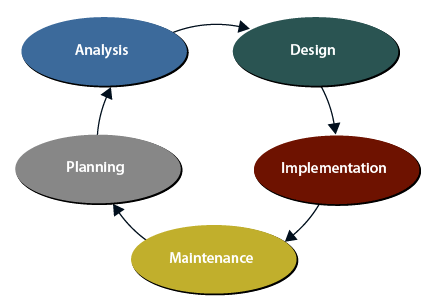 Analysis
Design
Planning
Implementation
Maintenance